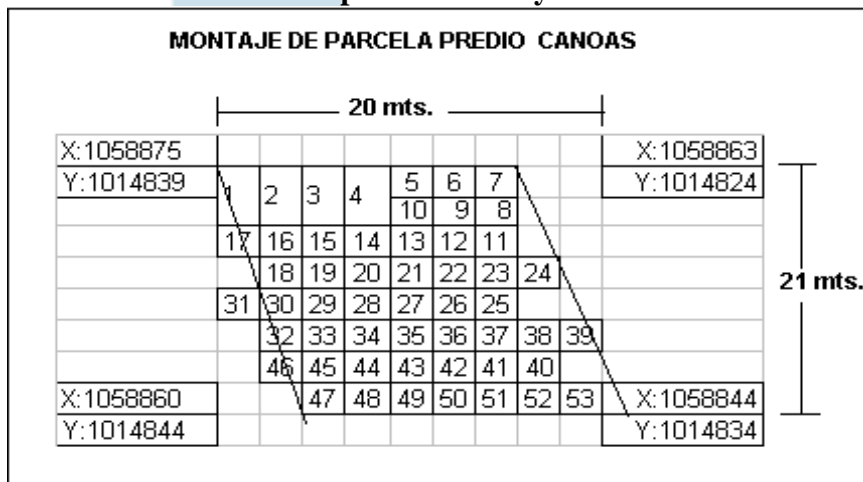 MONTAJE DE PARCELA PREDIO CANOAS
20 mts.
X:1058875 X:1058863
Y:1014839 1 2 3 4 5 6 7 Y:1014824
10 9 8
17 16 15 14 13 12 11
18 19 20 21 22 23 24
21 mts.
31 30 29 28 27 26 25
32 33 34 35 36 37 38 39
46 45 44 43 42 41 40
X:1058860 47 48 49 50 51 52 53 X:1058844
Y:1014844 Y:1014834